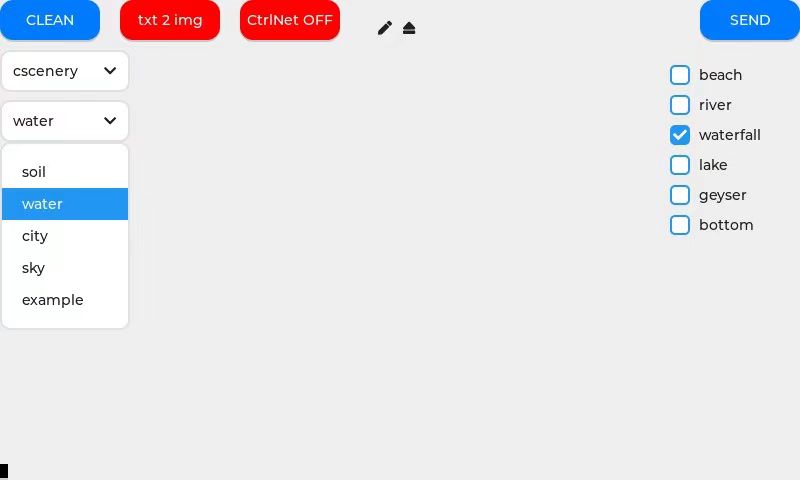 CLEAN
txt 2 img
CtrlNet OFF
SEND
cscenery
water
soil
water
city
sky
example
beach
river
waterfall
lake
geyser
bottom